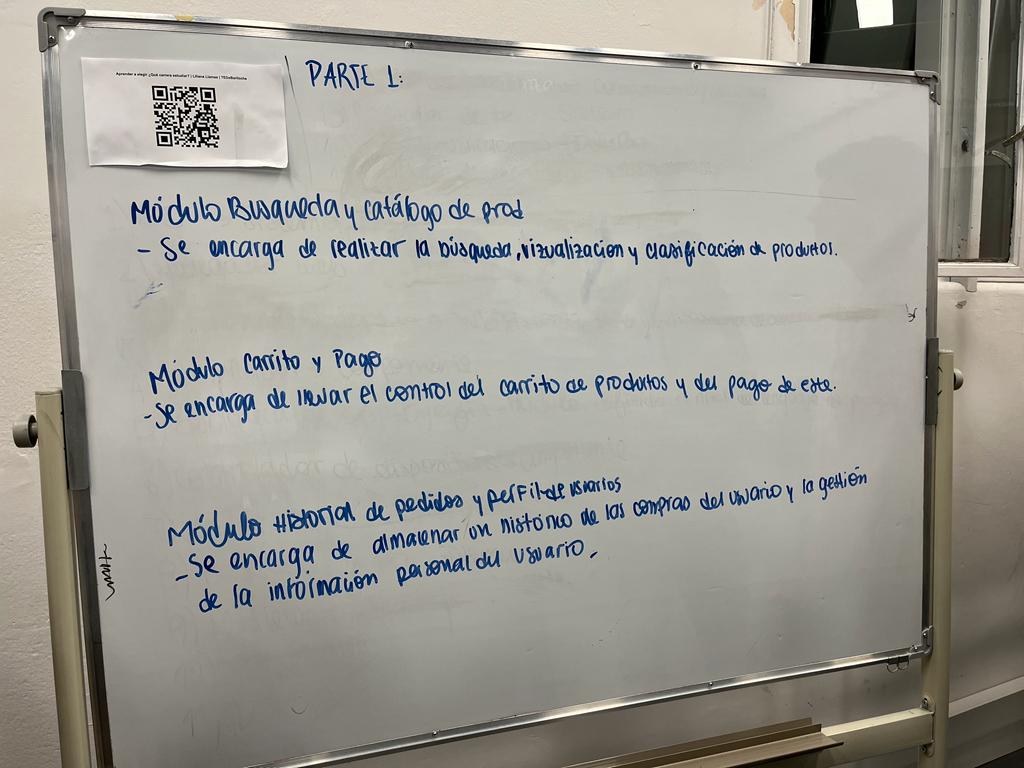 Aprender a elegir ¿Qué carrera estudiar? | Liliana Llamas | TEDxBariloche
PARTE 1:
Módulo Busqueda y catálogo de prod
- Se encarga de realizar la búsqueda, vizualización y clasificación de productos.
Módulo Carrito y Pago
- Se encarga de llevar el control del carrito de productos y del pago de este.
Módulo Historial de pedidos y perfil de usuarios
- Se encarga de almacenar un histórico de las compras del usuario y la gestión
de la información personal del usuario.